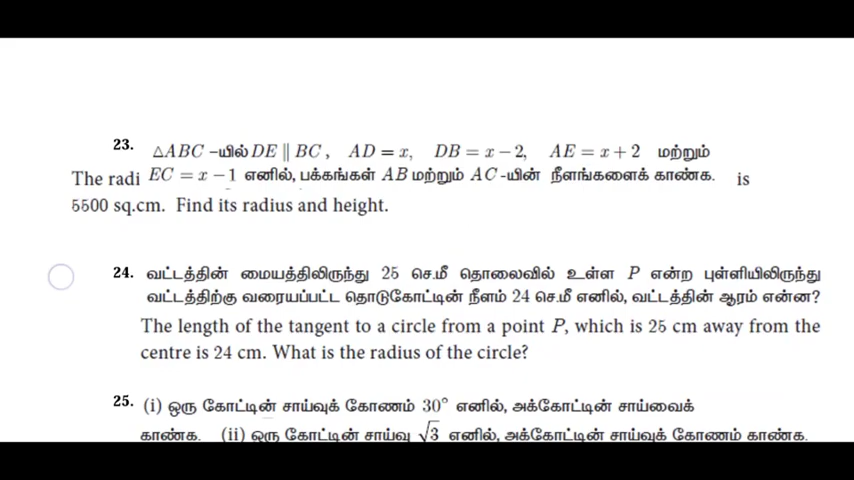 23. △ABC -யில் DE || BC, AD = x, DB = x – 2, AE = x + 2 மற்றும்
The radi EC = x – 1 எனில், பக்கங்கள் AB மற்றும் AC -யின் நீளங்களைக் காண்க. is
5500 sq.cm. Find its radius and height.
24. வட்டத்தின் மையத்திலிருந்து 25 செ.மீ தொலைவில் உள்ள P என்ற புள்ளியிலிருந்து
வட்டத்திற்கு வரையப்பட்ட தொடுகோட்டின் நீளம் 24 செ.மீ எனில், வட்டத்தின் ஆரம் என்ன?
The length of the tangent to a circle from a point P, which is 25 cm away from the
centre is 24 cm. What is the radius of the circle?
25. (i) ஒரு கோட்டின் சாய்வுக் கோணம் 30° எனில், அக்கோட்டின் சாய்வைக்
காண்க. (ii) ஒரு கோட்டின் சாய்வு √3 எனில், அக்கோட்டின் சாய்வுக் கோணம் காண்க.